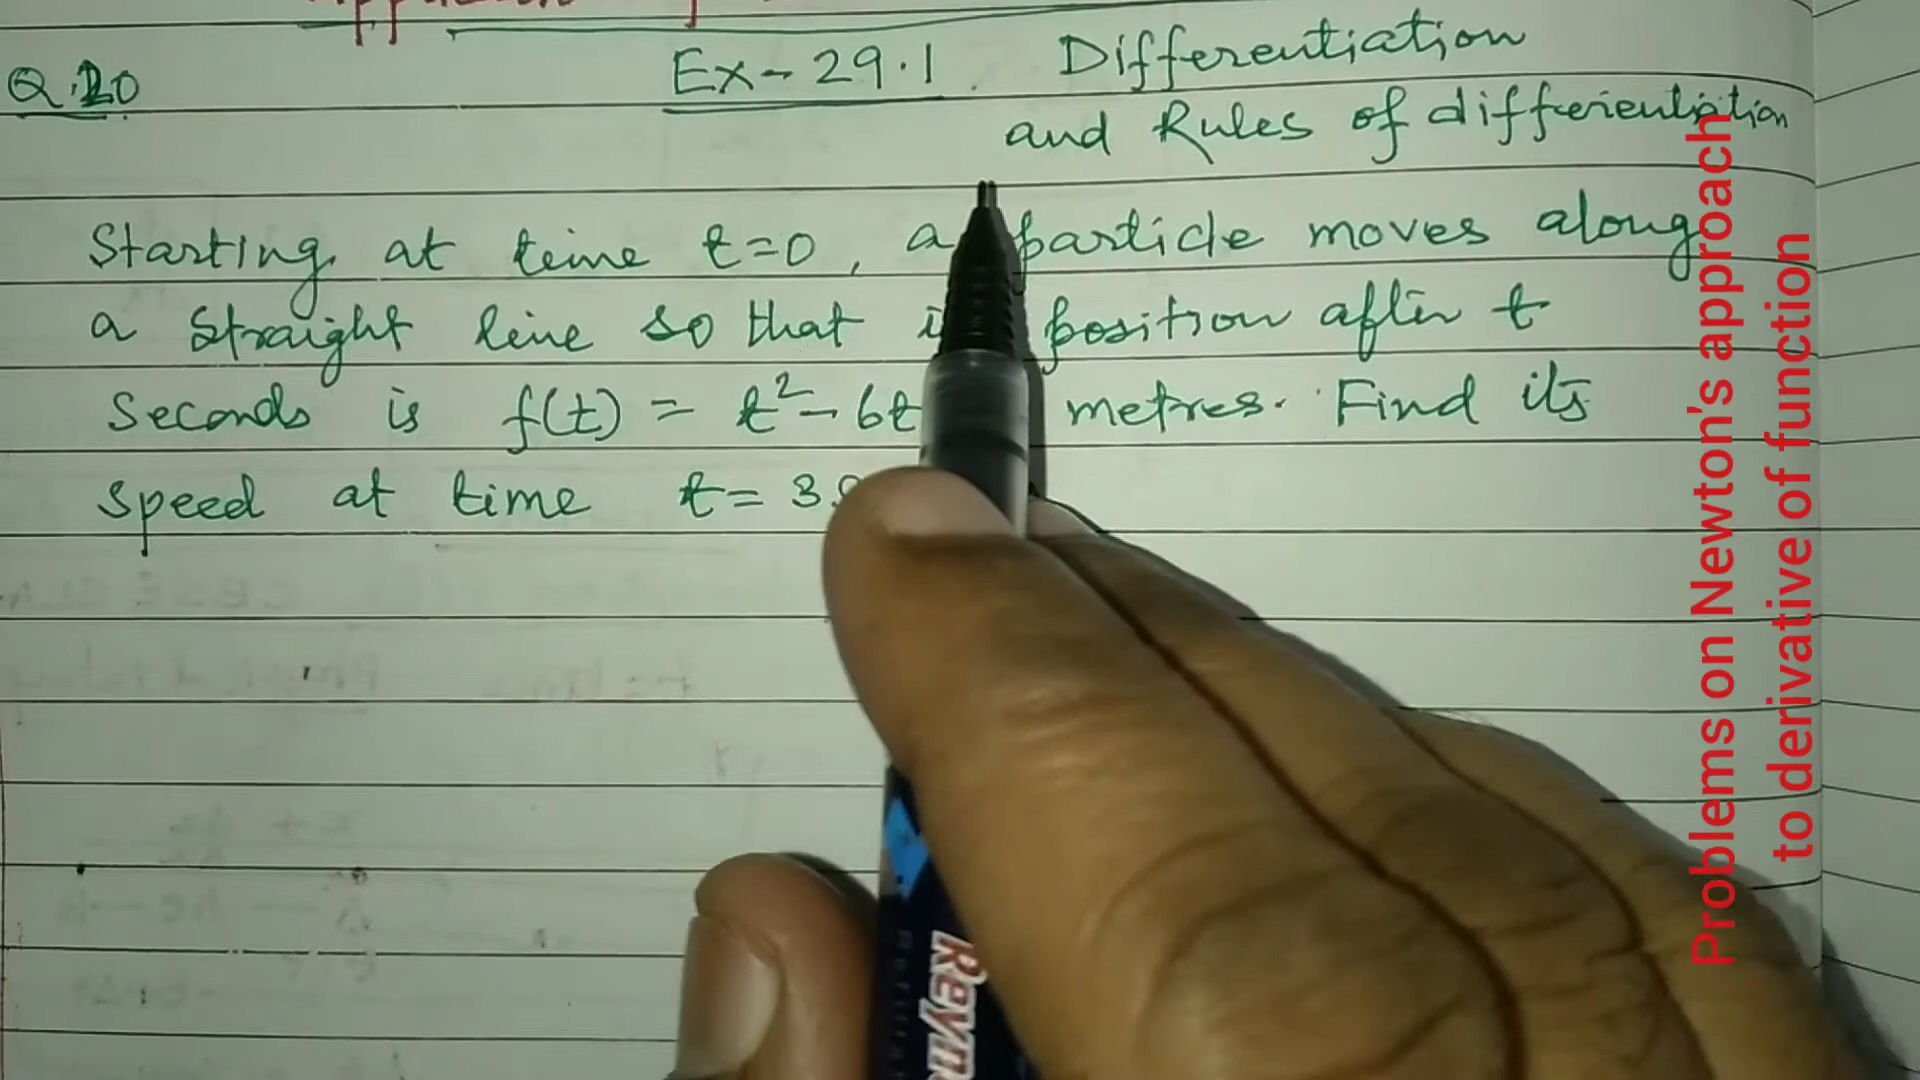 Q.20
Ex- 29.1 Differentiation
and Rules of differentiation
Starting at time t=0, a particle moves along
a straight line so that position after t
seconds is f(t) = t²-6t metres. Find its
speed at time t= 3
Problems on Newton's approach
to derivative of function